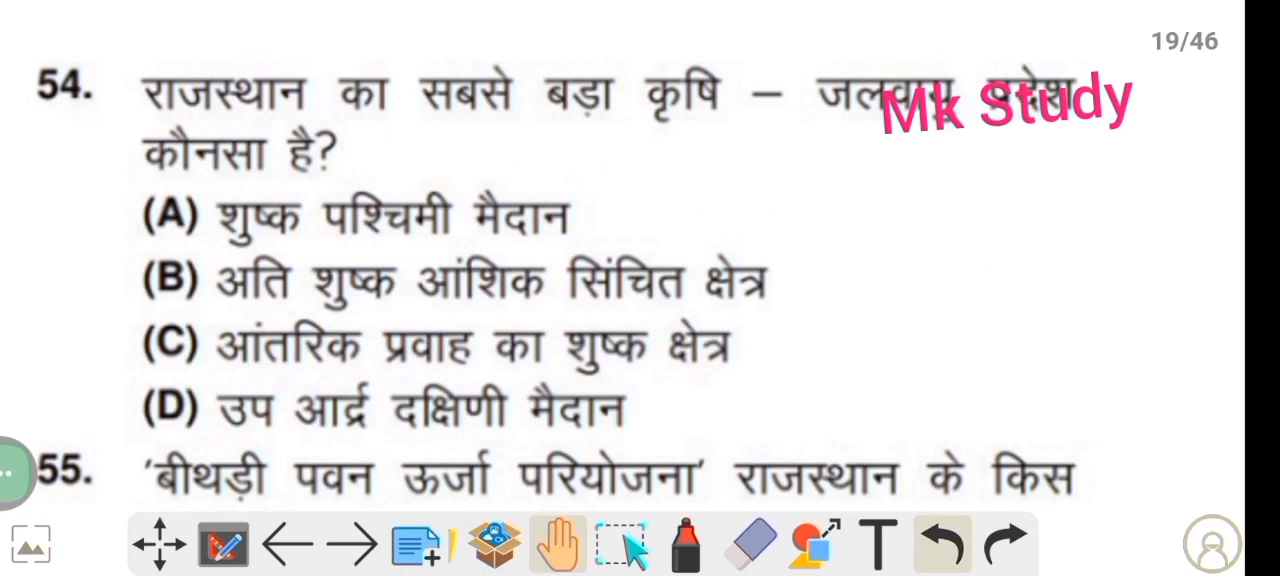 19/46
54. राजस्थान का सबसे बड़ा कृषि – जलवायु प्रदेश
Mk Study
कौनसा है?
(A) शुष्क पश्चिमी मैदान
(B) अति शुष्क आंशिक सिंचित क्षेत्र
(C) आंतरिक प्रवाह का शुष्क क्षेत्र
(D) उप आर्द्र दक्षिणी मैदान
55. 'बीथड़ी पवन ऊर्जा परियोजना' राजस्थान के किस